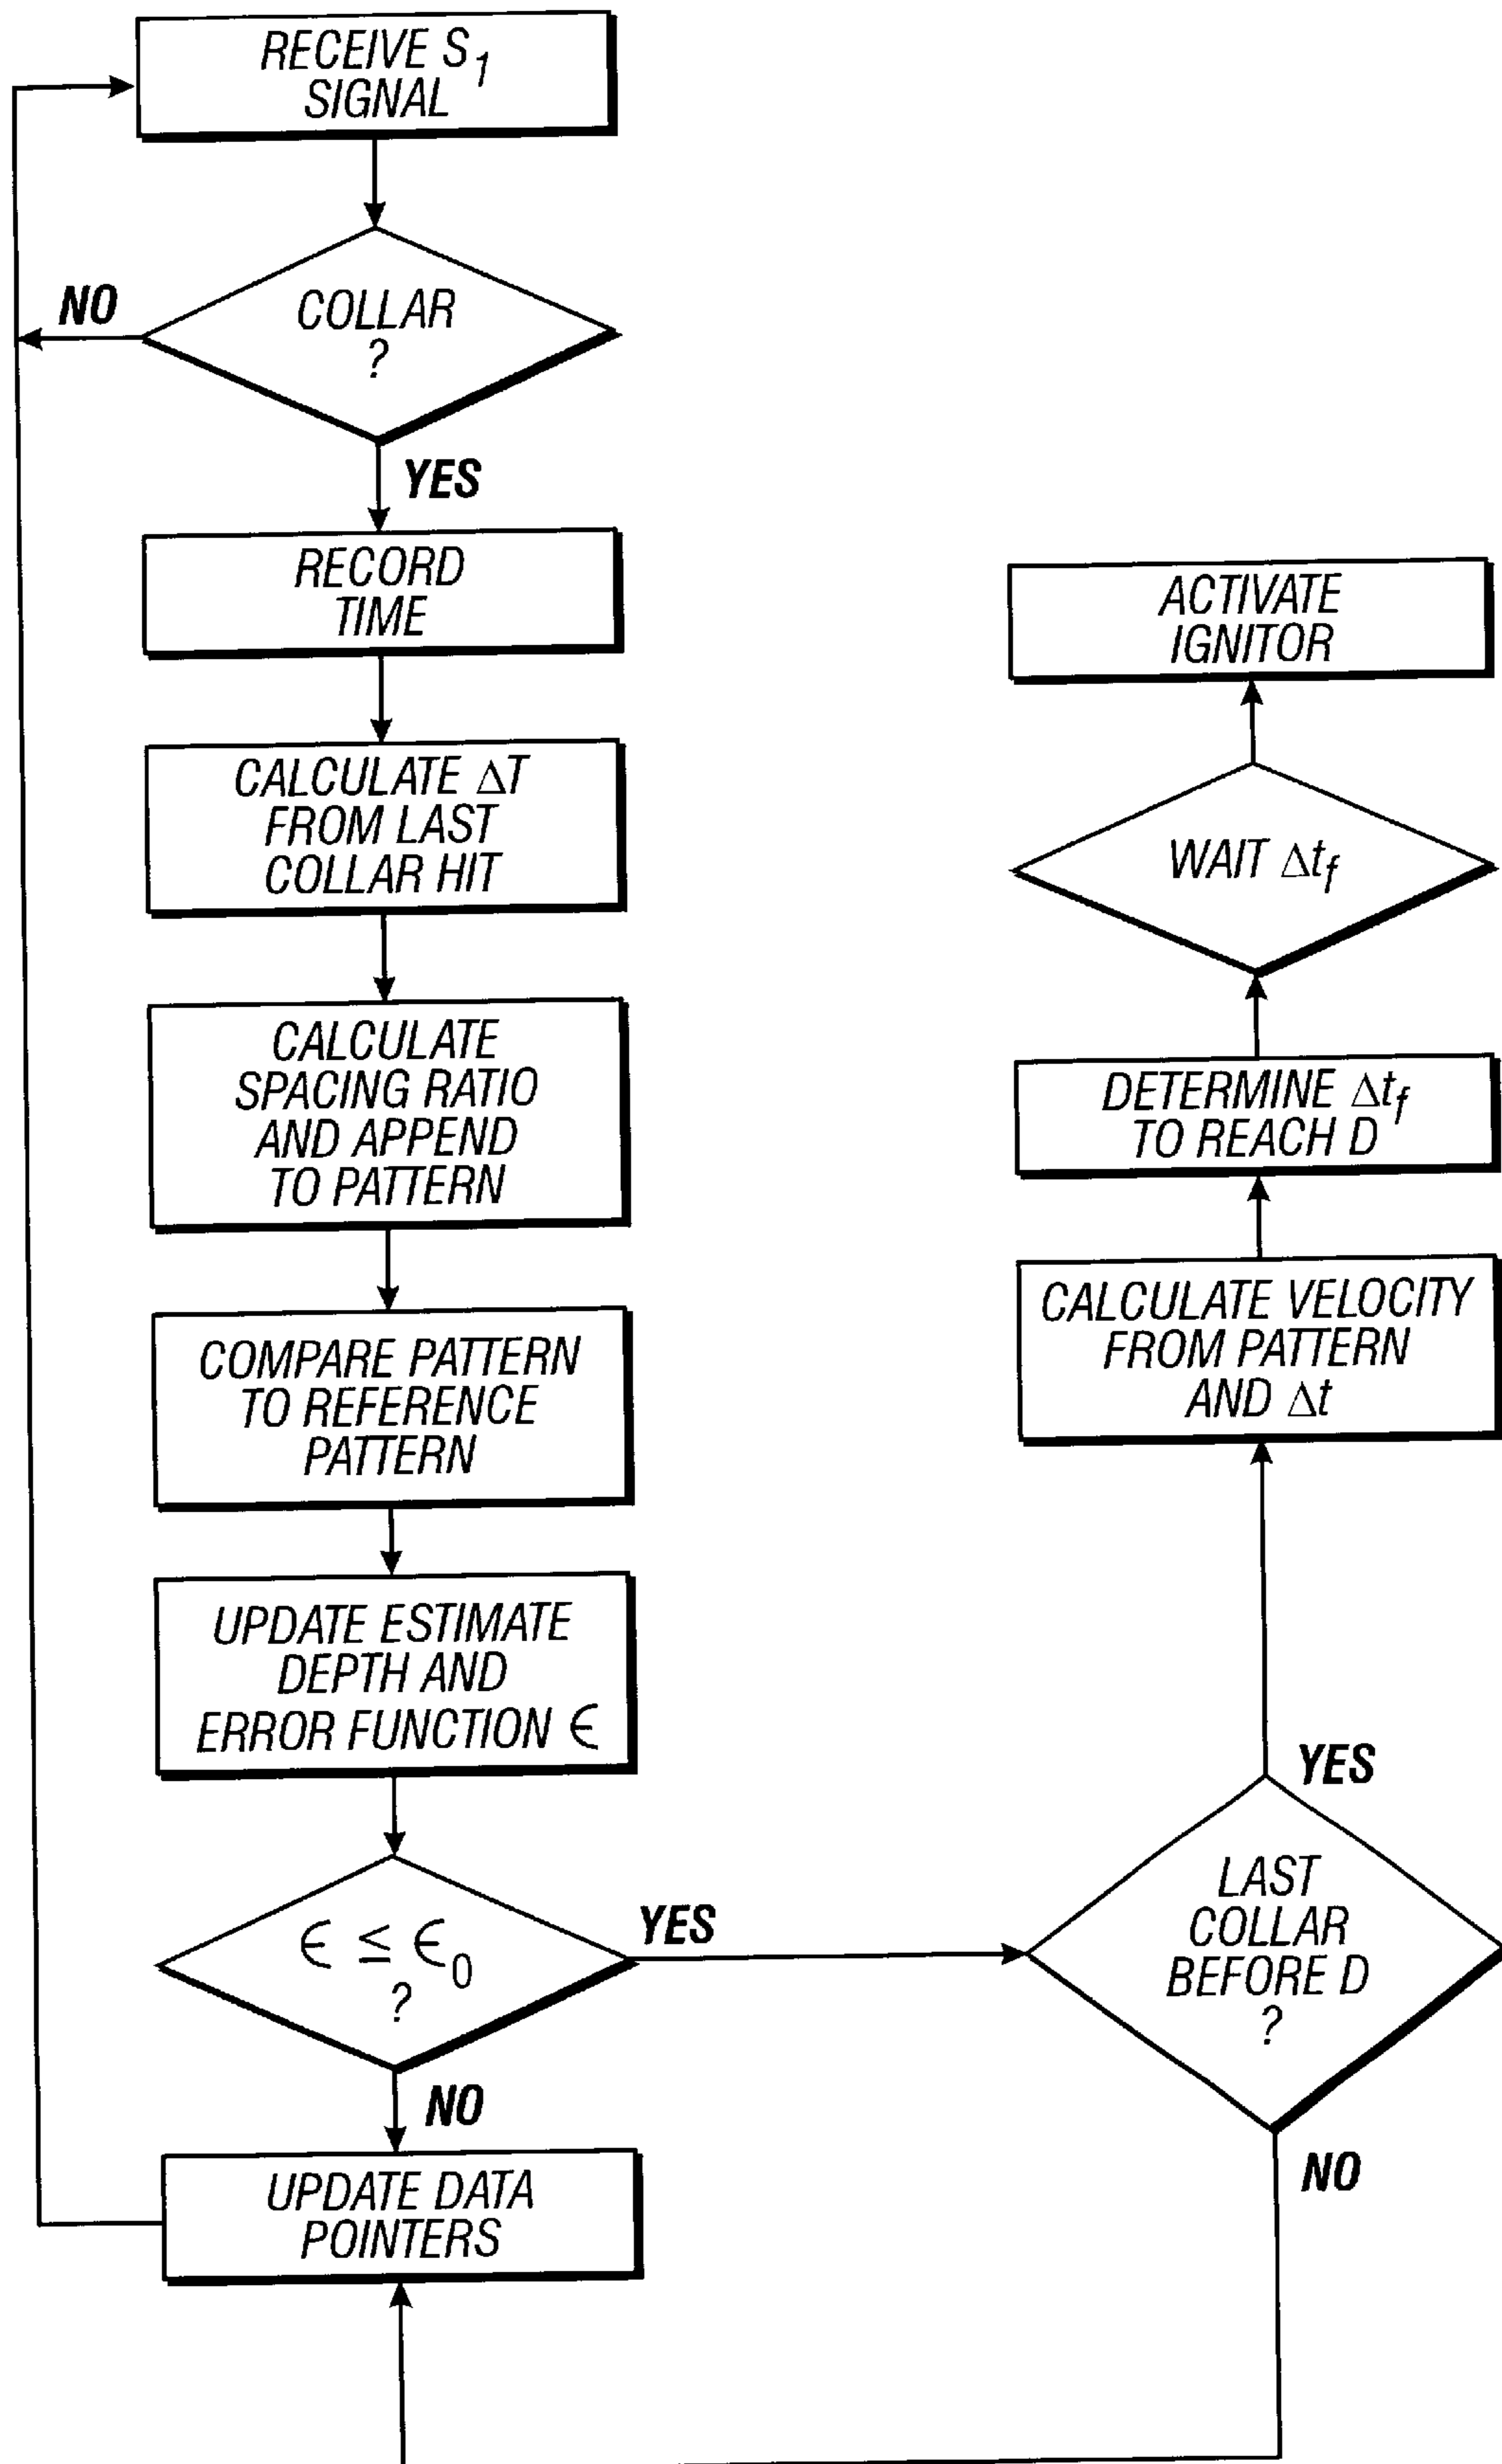 RECEIVE S1
SIGNAL
NO
COLLAR
?
YES
RECORD
TIME
CALCULATE ΔT
FROM LAST
COLLAR HIT
CALCULATE
SPACING RATIO
AND APPEND
TO PATTERN
COMPARE PATTERN
TO REFERENCE
PATTERN
UPDATE ESTIMATE
DEPTH AND
ERROR FUNCTION ϵ
ϵ ≤ ϵ0
?
YES
NO
UPDATE DATA
POINTERS
LAST
COLLAR
BEFORE D
?
YES
NO
CALCULATE VELOCITY
FROM PATTERN
AND Δt
DETERMINE Δtf
TO REACH D
WAIT Δtf
ACTIVATE
IGNITOR